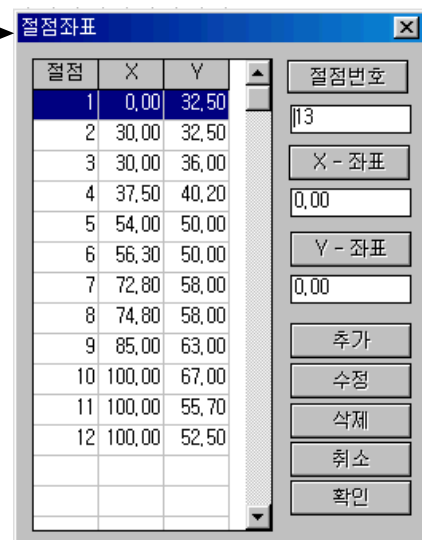 절점좌표
절점 X Y
1 0,00 32,50
2 30,00 32,50
3 30,00 36,00
4 37,50 40,20
5 54,00 50,00
6 56,30 50,00
7 72,80 58,00
8 74,80 58,00
9 85,00 63,00
10 100,00 67,00
11 100,00 55,70
12 100,00 52,50
절점번호
13
X - 좌표
0,00
Y - 좌표
0,00
추가
수정
삭제
취소
확인